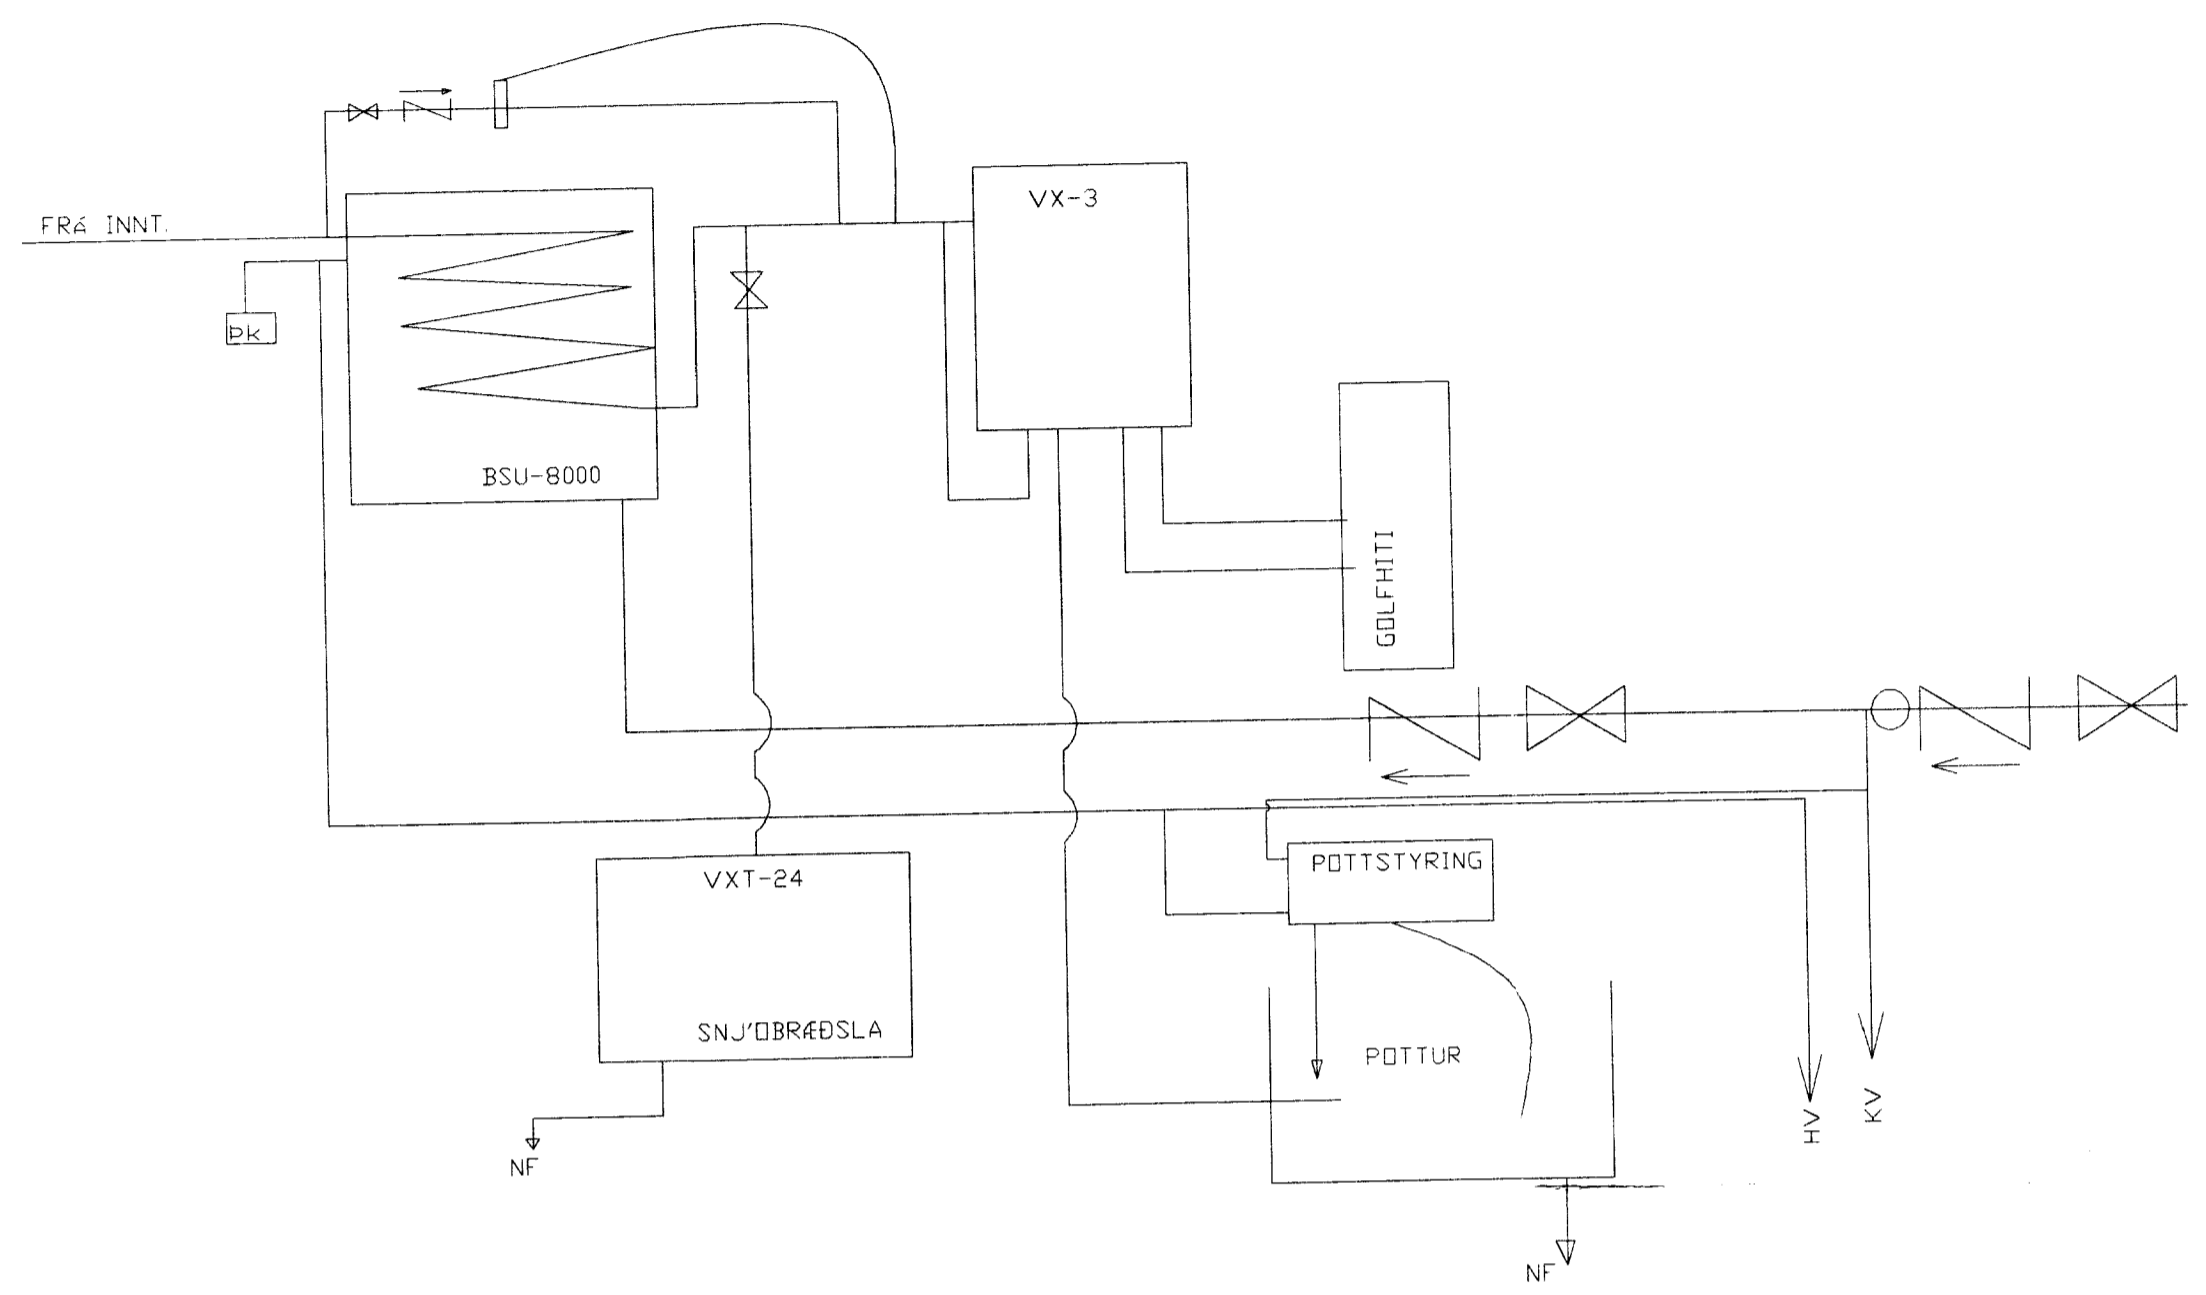 FRÁ INNT.
VX-3
ÞK
BSU-8000
GOLFHITI
VXT-24
POTTSTYRING
SNJ'OBRÆÐSLA
POTTUR
HV
KV
NF
NF